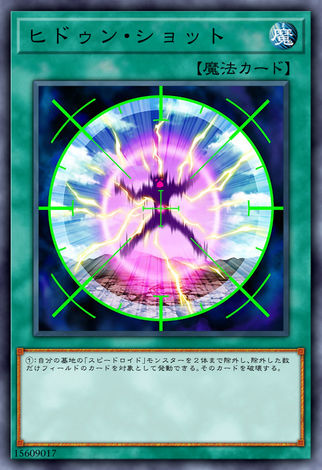 ヒドゥン・ショット
魔
【魔法カード】
①:自分の墓地の「スピードロイド」モンスターを2体まで除外し、除外した数
だけフィールドのカードを対象として発動できる。そのカードを破壊する。
15609017